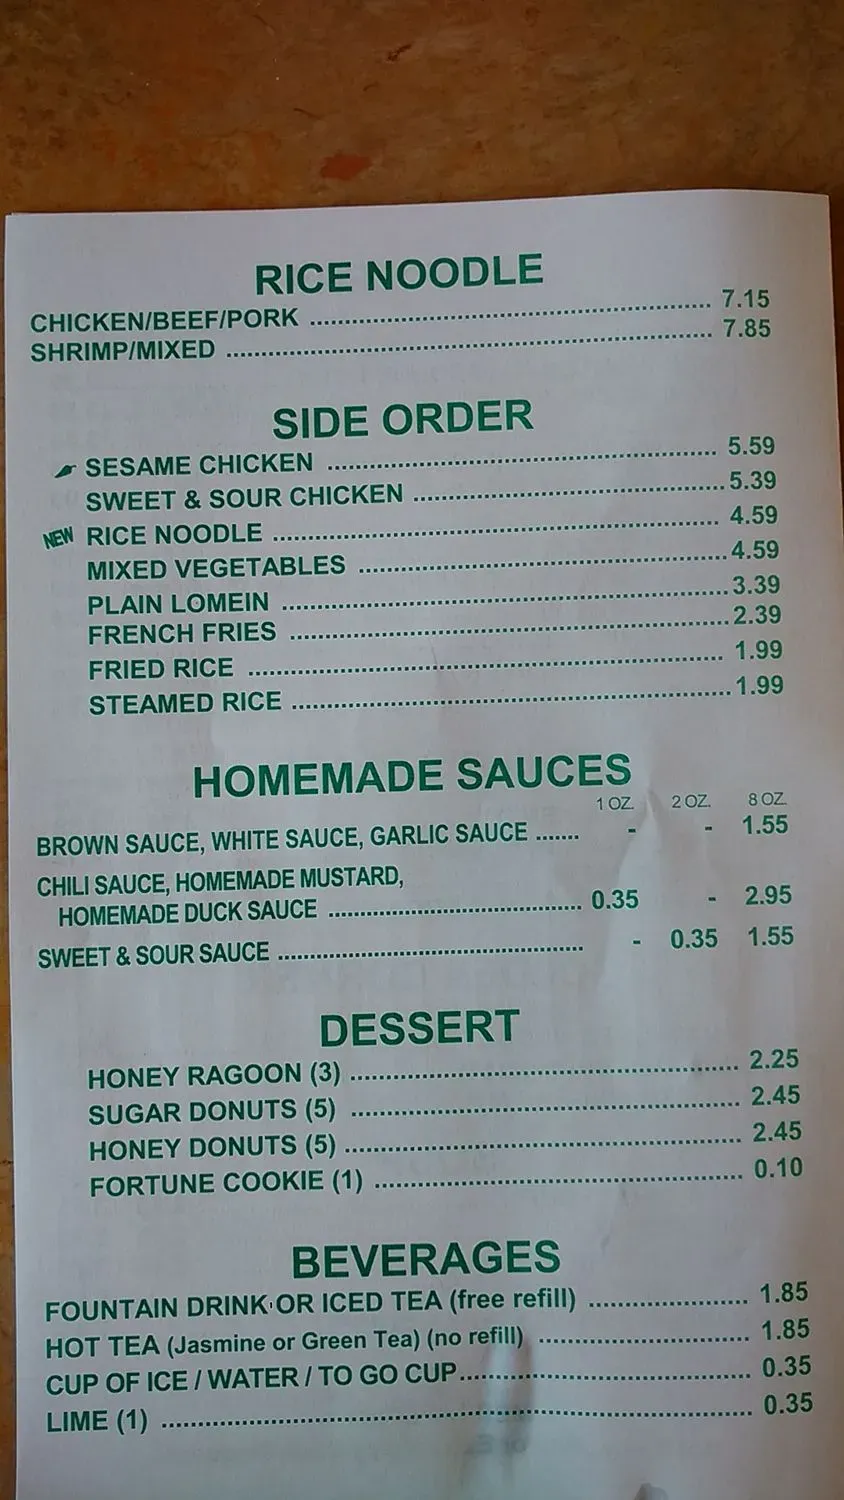 RICE NOODLE
CHICKEN/BEEF/PORK ........................ 7.15
SHRIMP/MIXED ........................ 7.85
SIDE ORDER
SESAME CHICKEN ........................ 5.59
SWEET & SOUR CHICKEN ........................ 5.39
NEW RICE NOODLE ........................ 4.59
MIXED VEGETABLES ........................ 4.59
PLAIN LOMEIN ........................ 3.39
FRENCH FRIES ........................ 2.39
FRIED RICE ........................ 1.99
STEAMED RICE ........................ 1.99
HOMEMADE SAUCES
1 OZ. 2 OZ. 8 OZ.
BROWN SAUCE, WHITE SAUCE, GARLIC SAUCE ....... - - 1.55
CHILI SAUCE, HOMEMADE MUSTARD,
HOMEMADE DUCK SAUCE ........................ 0.35 - 2.95
SWEET & SOUR SAUCE ........................ - 0.35 1.55
DESSERT
HONEY RAGOON (3) ........................ 2.25
SUGAR DONUTS (5) ........................ 2.45
HONEY DONUTS (5) ........................ 2.45
FORTUNE COOKIE (1) ........................ 0.10
BEVERAGES
FOUNTAIN DRINK OR ICED TEA (free refill) ........................ 1.85
HOT TEA (Jasmine or Green Tea) (no refill) ........................ 1.85
CUP OF ICE / WATER / TO GO CUP ........................ 0.35
LIME (1) ........................ 0.35